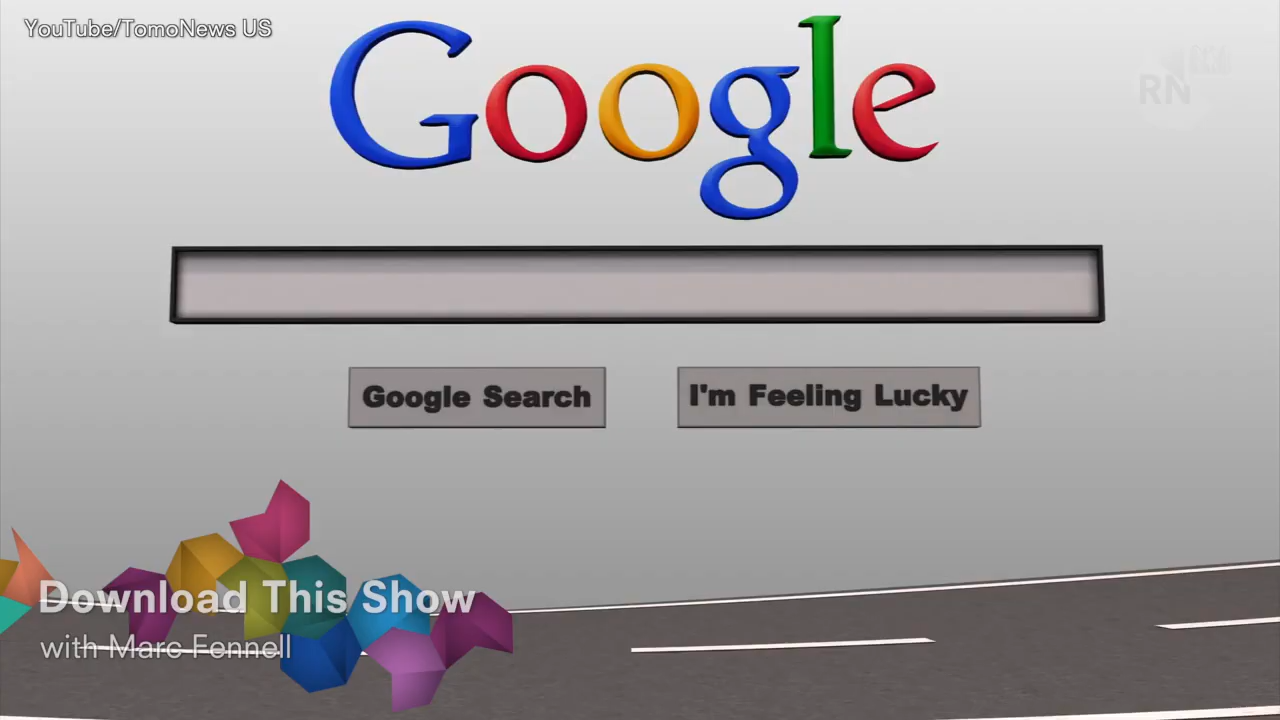 YouTube/TomoNews US
Google
RN
Google Search
I'm Feeling Lucky
Download This Show
with Marc Fennell